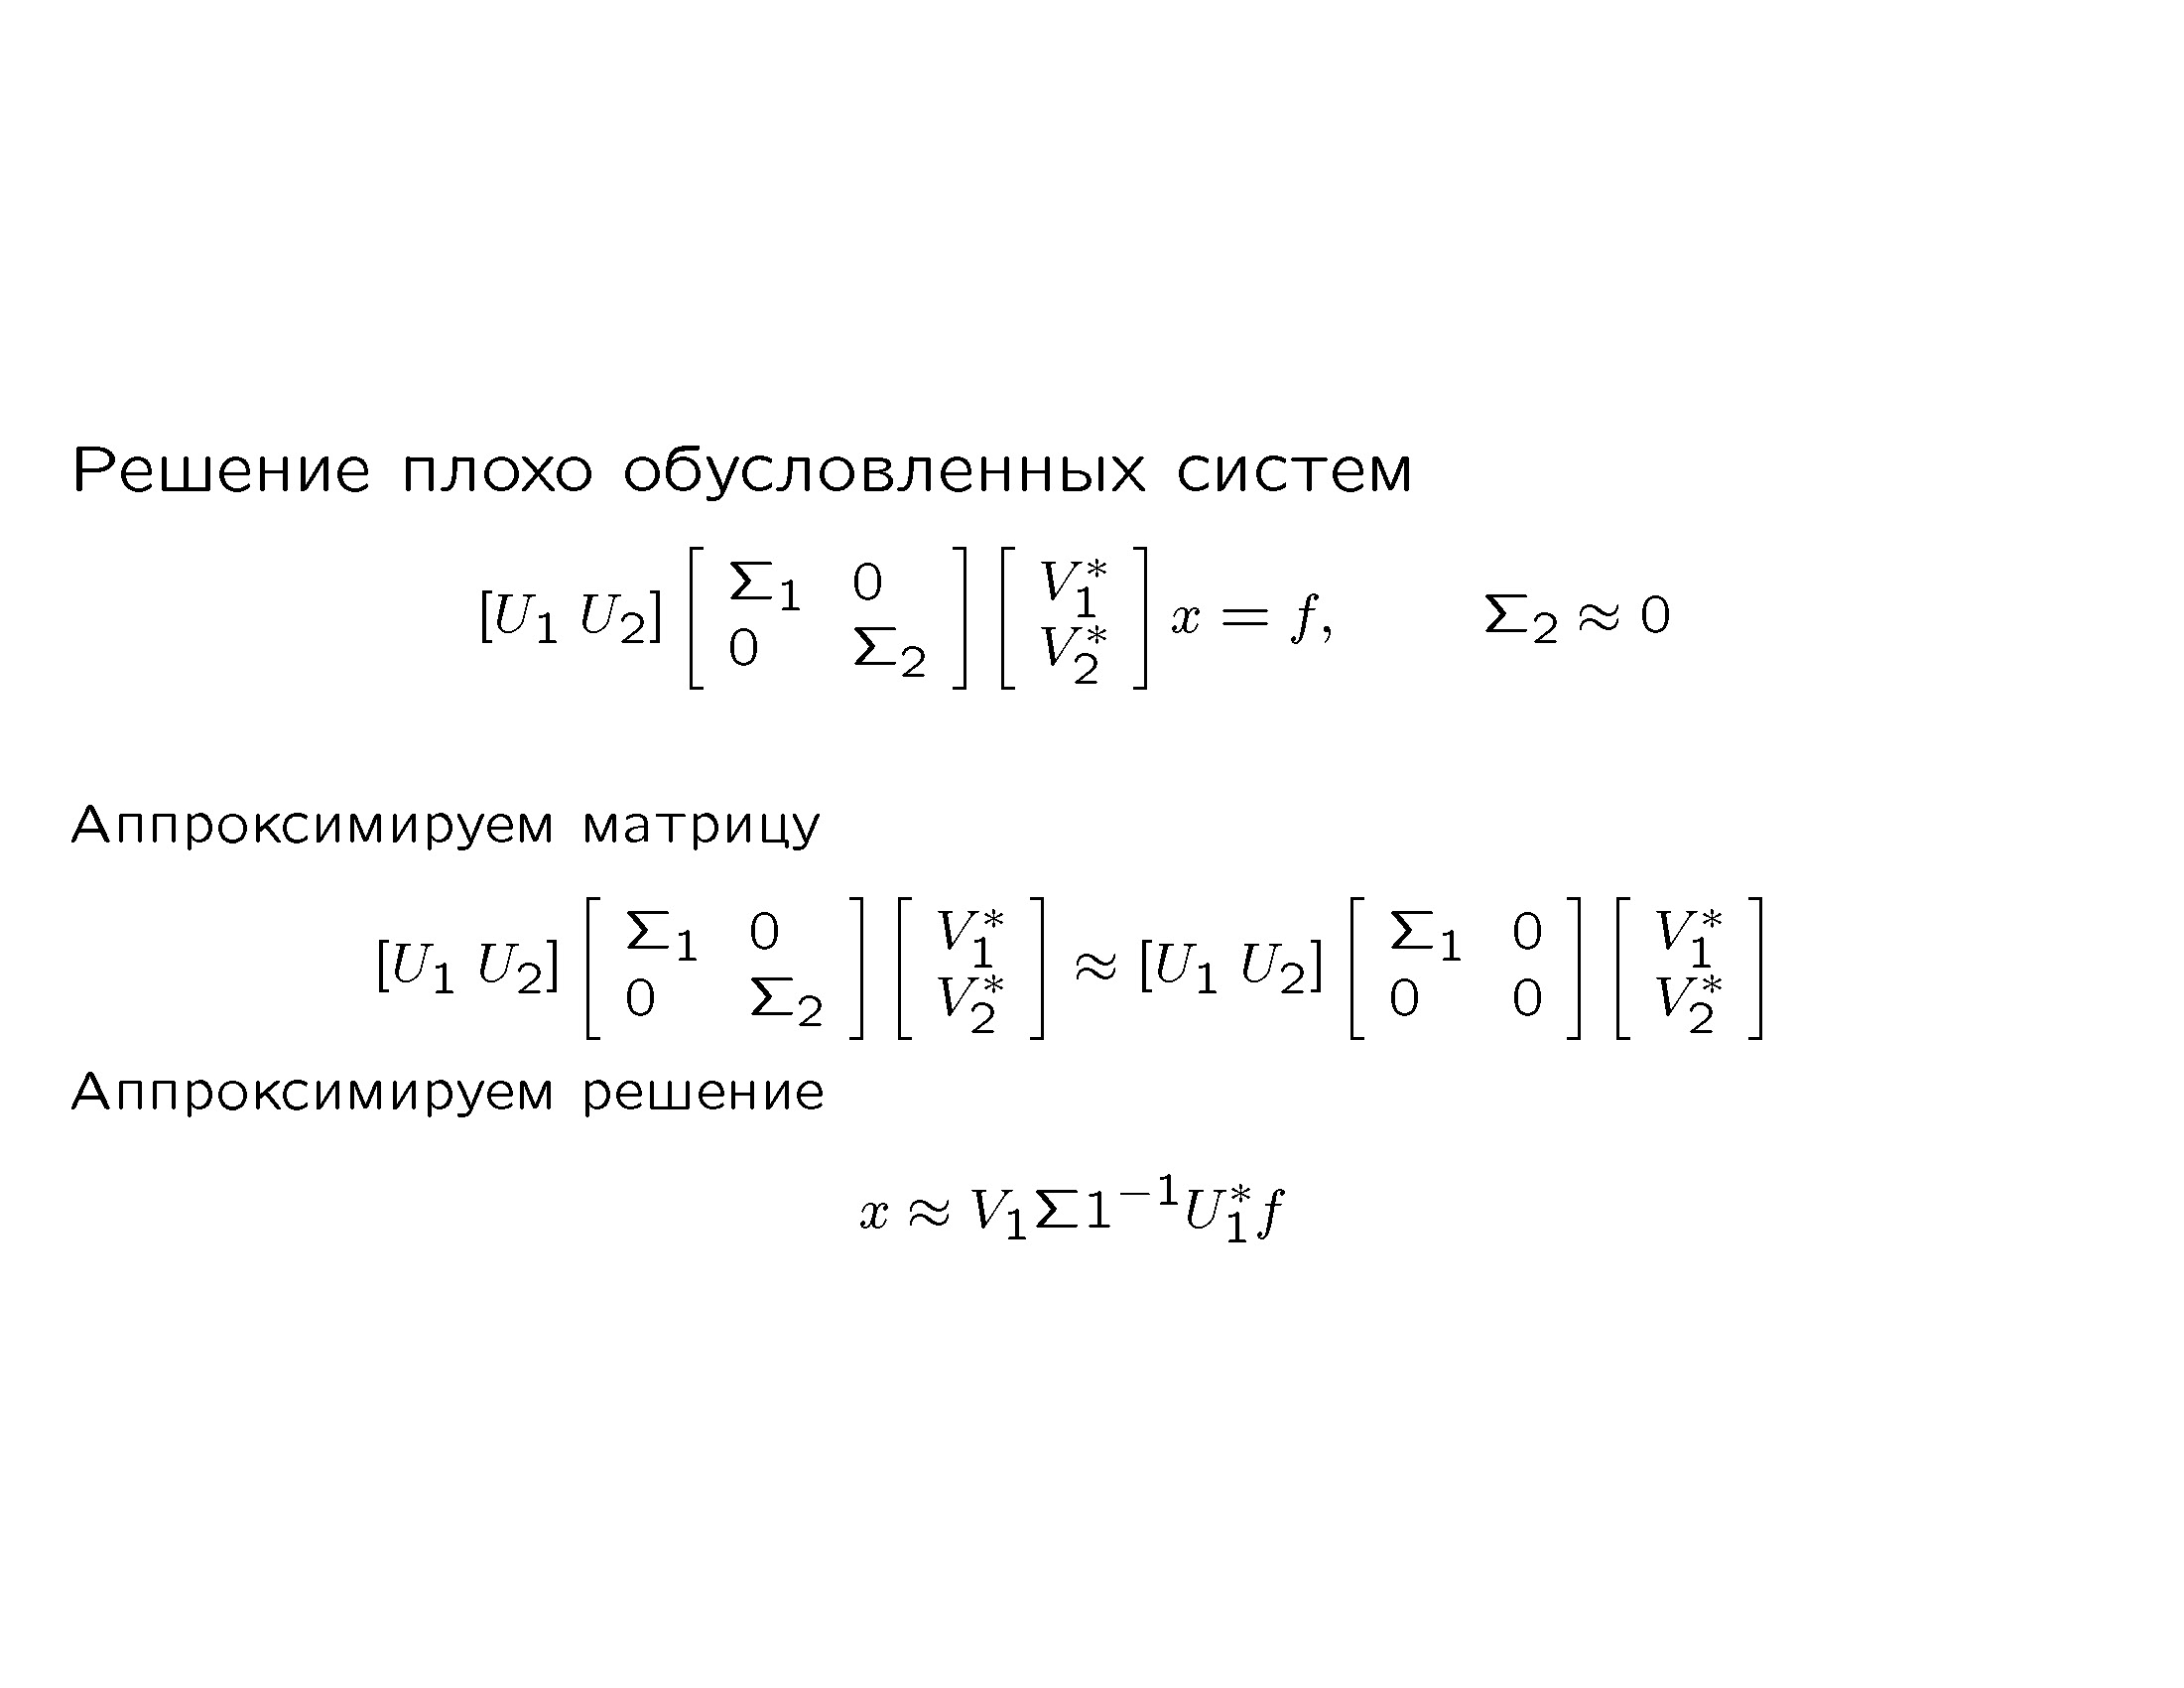 Решение плохо обусловленных систем
[U₁ U₂] [ Σ₁ 0 ; 0 Σ₂ ] [ V₁* ; V₂* ] x = f, Σ₂ ≈ 0
Аппроксимируем матрицу
[U₁ U₂] [ Σ₁ 0 ; 0 Σ₂ ] [ V₁* ; V₂* ] ≈ [U₁ U₂] [ Σ₁ 0 ; 0 0 ] [ V₁* ; V₂* ]
Аппроксимируем решение
x ≈ V₁Σ1⁻¹U₁*f